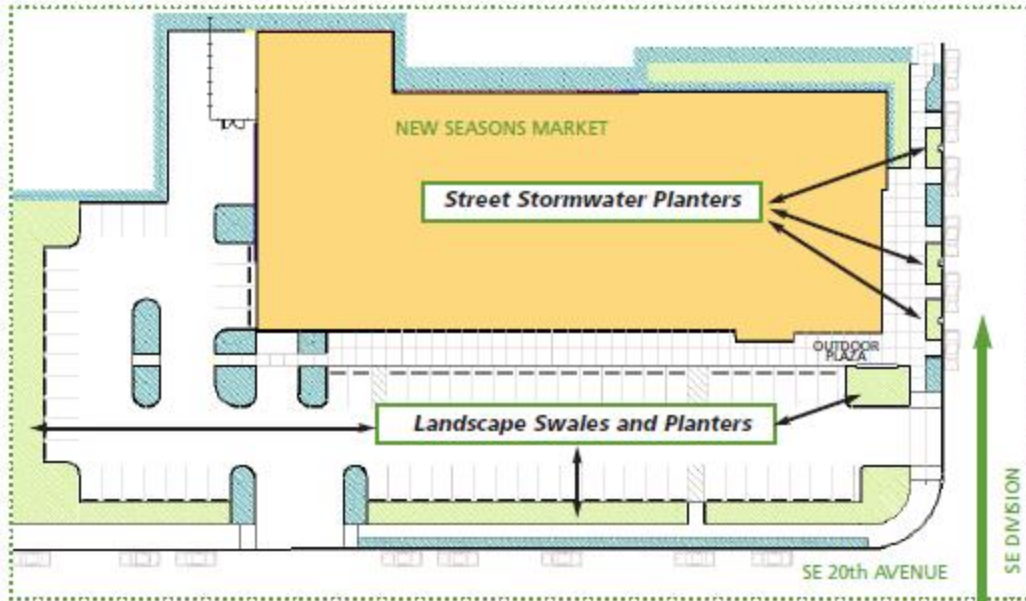 NEW SEASONS MARKET
Street Stormwater Planters
OUTDOOR
PLAZA
Landscape Swales and Planters
SE 20th AVENUE
SE DIVISION